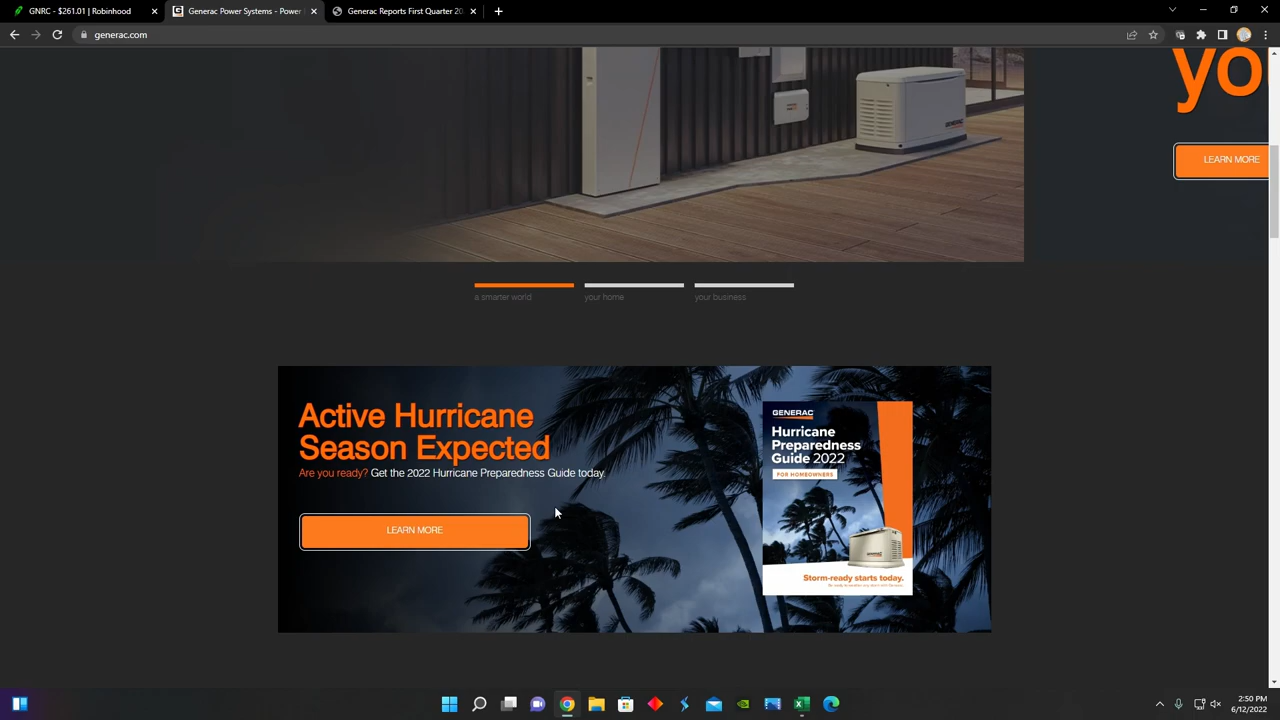 GNRC - $261.01 | Robinhood
Generac Power Systems - Power
Generac Reports First Quarter 20
generac.com
yo
LEARN MORE
GENERAC
a smarter world
your home
your business
Active Hurricane
Season Expected
Are you ready? Get the 2022 Hurricane Preparedness Guide today.
LEARN MORE
GENERAC
Hurricane
Preparedness
Guide 2022
FOR HOMEOWNERS
Storm-ready starts today.
2:50 PM
6/12/2022